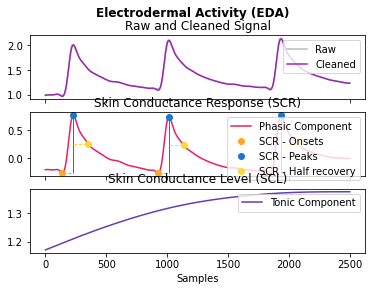 Electrodermal Activity (EDA)
Raw and Cleaned Signal
2.0
1.5
1.0
Raw
Cleaned
Skin Conductance Response (SCR)
0.5
0.0
Phasic Component
SCR - Onsets
SCR - Peaks
SCR - Half recovery
Skin Conductance Level (SCL)
1.3
1.2
Tonic Component
0 500 1000 1500 2000 2500
Samples